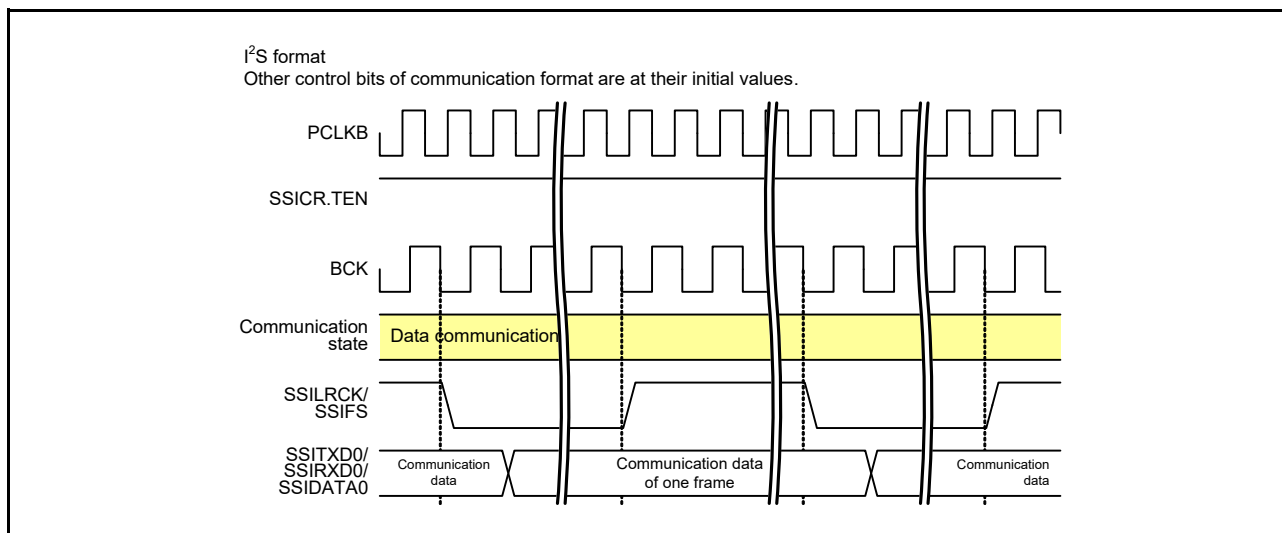 I²S format
Other control bits of communication format are at their initial values.
PCLKB
SSICR.TEN
BCK
Communication
state
Data communication
SSILRCK/
SSIFS
SSITXD0/
SSIRXD0/
SSIDATA0
Communication
data
Communication data
of one frame
Communication
data